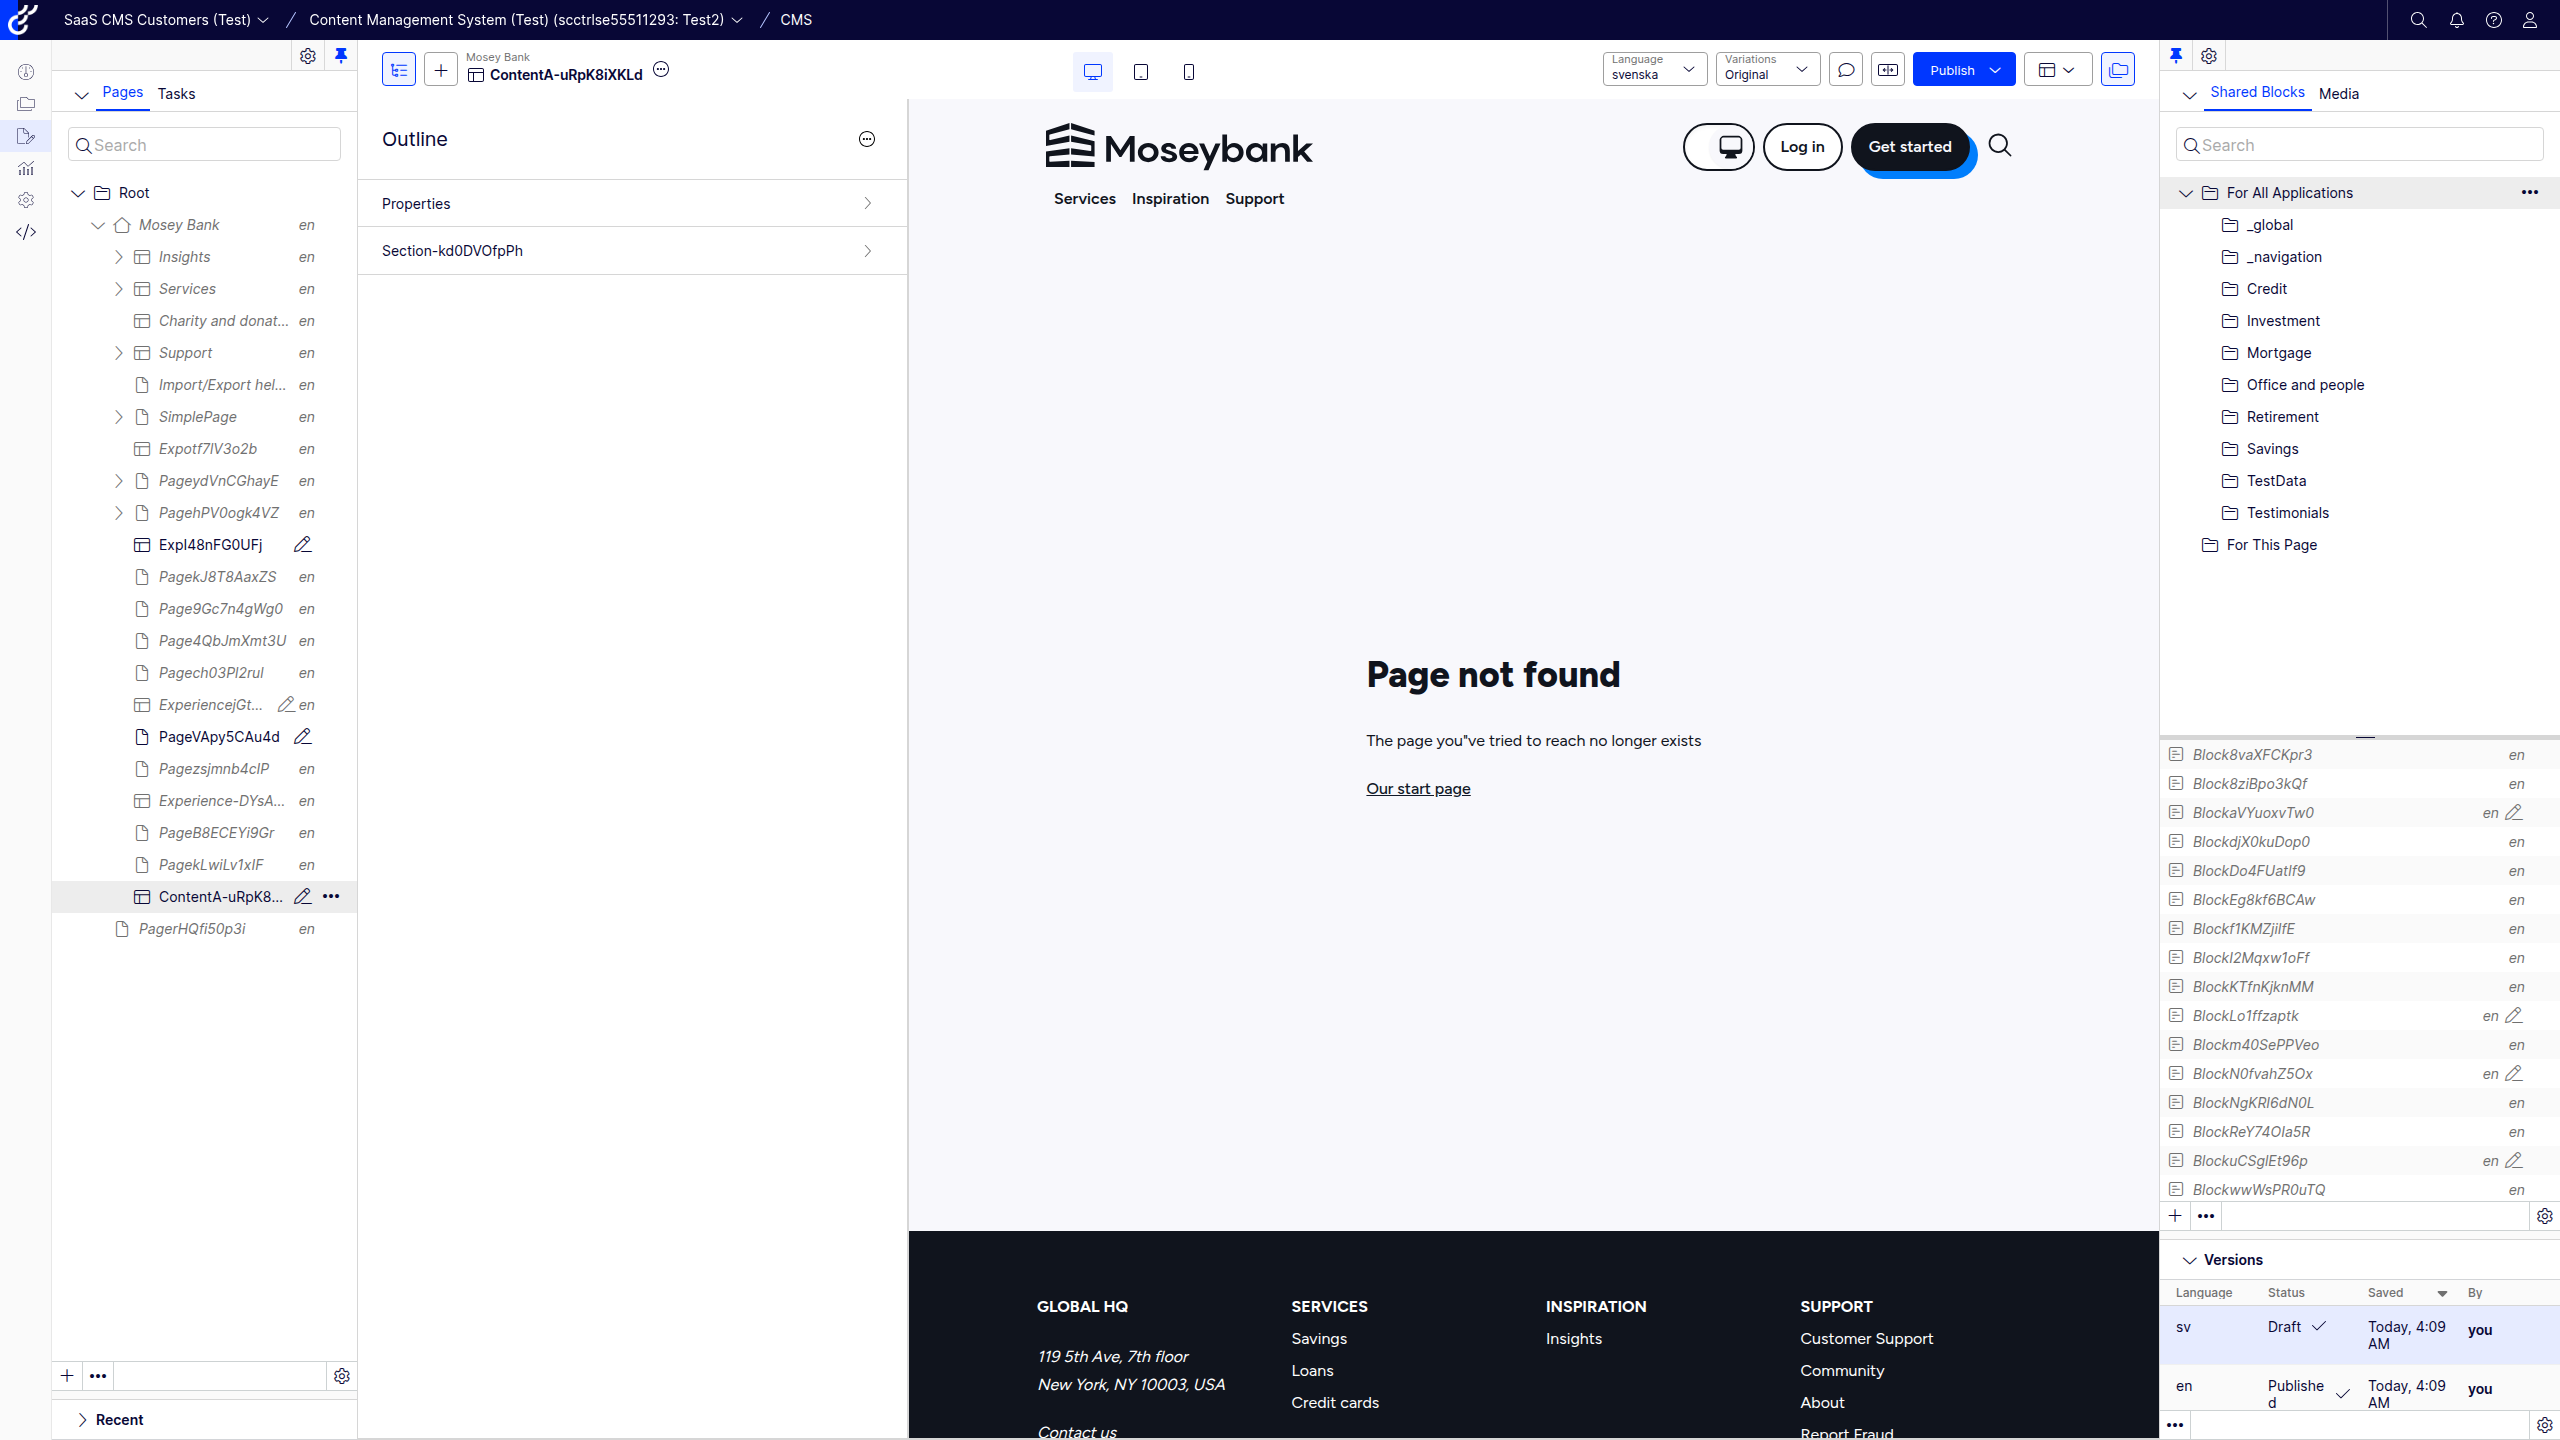 SaaS CMS Customers (Test) / Content Management System (Test) (scctrlse55511293: Test2) / CMS
Pages Tasks
Search
Root
Mosey Bank en
Insights en
Services en
Charity and donat... en
Support en
Import/Export hel... en
SimplePage en
Expotf7lV3o2b en
PageydVnCGhayE en
PagehPV0ogk4VZ en
Expl48nFG0UFj
PagekJ8T8AaxZS en
Page9Gc7n4gWg0 en
Page4QbJmXmt3U en
Pagech03Pl2rul en
ExperiencejGt... en
PageVApy5CAu4d
Pagezsjmnb4clP en
Experience-DYsA... en
PageB8ECEYi9Gr en
PagekLwiLv1xlF en
ContentA-uRpK8...
PagerHQfi50p3i en
Recent
Mosey Bank
ContentA-uRpK8iXKLd
Language
svenska
Variations
Original
Publish
Outline
Properties
Section-kd0DVOfpPh
Moseybank
Log in
Get started
Services Inspiration Support
Page not found
The page you"ve tried to reach no longer exists
Our start page
GLOBAL HQ
119 5th Ave, 7th floor
New York, NY 10003, USA
Contact us
SERVICES
Savings
Loans
Credit cards
INSPIRATION
Insights
SUPPORT
Customer Support
Community
About
Report Fraud
Shared Blocks Media
Search
For All Applications
_global
_navigation
Credit
Investment
Mortgage
Office and people
Retirement
Savings
TestData
Testimonials
For This Page
Block8vaXFCKpr3 en
Block8ziBpo3kQf en
BlockaVYuoxvTw0 en
BlockdjX0kuDop0 en
BlockDo4FUatlf9 en
BlockEg8kf6BCAw en
Blockf1KMZjiIfE en
BlockI2Mqxw1oFf en
BlockKTfnKjknMM en
BlockLo1ffzaptk en
Blockm40SePPVeo en
BlockN0fvahZ5Ox en
BlockNgKRl6dN0L en
BlockReY74OIa5R en
BlockuCSglEt96p en
BlockwwWsPR0uTQ en
Versions
Language Status Saved By
sv Draft Today, 4:09 AM you
en Published Today, 4:09 AM you